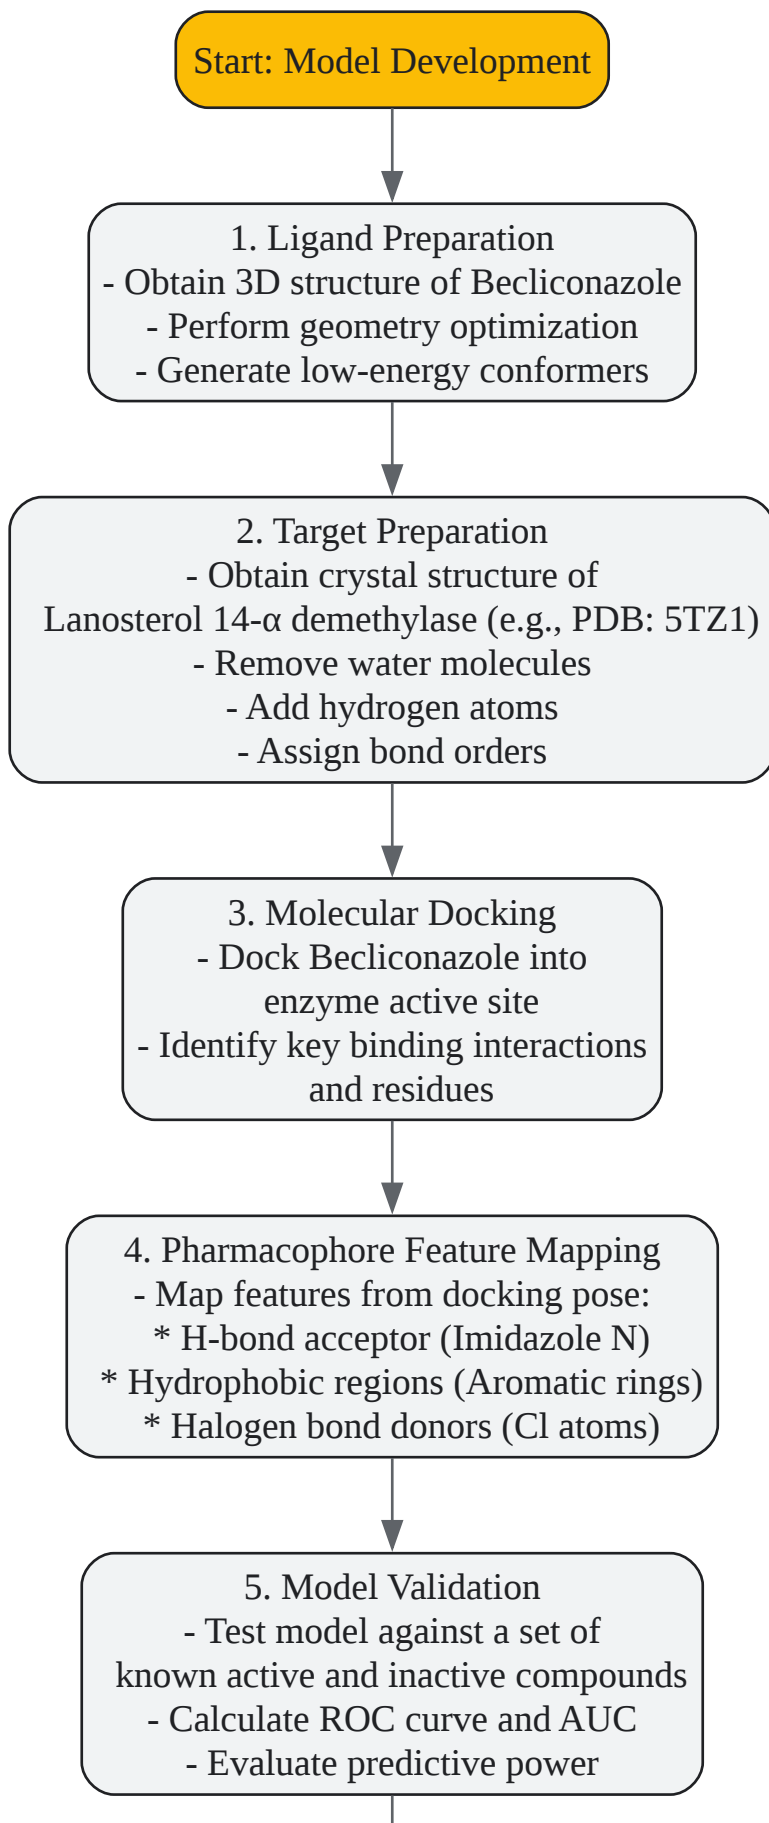 Start: Model Development
1. Ligand Preparation
- Obtain 3D structure of Becliconazole
- Perform geometry optimization
- Generate low-energy conformers
2. Target Preparation
- Obtain crystal structure of
Lanosterol 14-α demethylase (e.g., PDB: 5TZ1)
- Remove water molecules
- Add hydrogen atoms
- Assign bond orders
3. Molecular Docking
- Dock Becliconazole into
enzyme active site
- Identify key binding interactions
and residues
4. Pharmacophore Feature Mapping
- Map features from docking pose:
* H-bond acceptor (Imidazole N)
* Hydrophobic regions (Aromatic rings)
* Halogen bond donors (Cl atoms)
5. Model Validation
- Test model against a set of
known active and inactive compounds
- Calculate ROC curve and AUC
- Evaluate predictive power